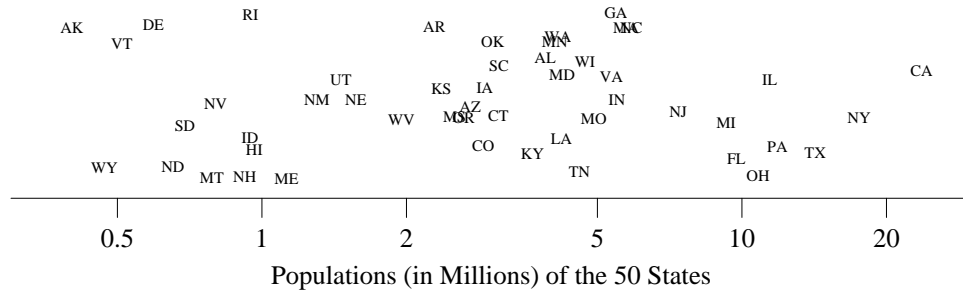 RI
GA
DE
AK
AR
MA NC
WA
VT
OK
MN
AL
WI
SC
CA
MD
VA
UT
IL
KS
IA
NM
NE
IN
NV
AZ
NJ
WV
MS
OR
CT
MO
NY
SD
MI
ID
LA
CO
PA
HI
KY
TX
FL
WY
ND
TN
MT
NH
ME
OH
0.5 1 2 5 10 20
Populations (in Millions) of the 50 States